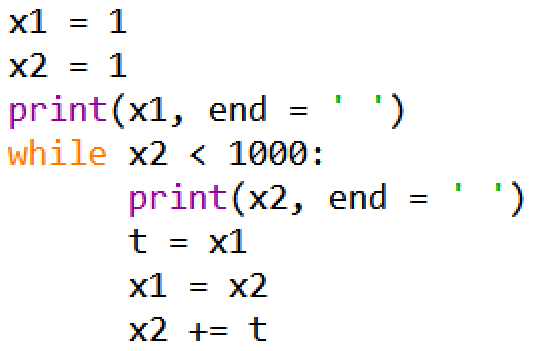 x1 = 1
x2 = 1
print(x1, end = ' ')
while x2 < 1000:
      print(x2, end = ' ')
      t = x1
      x1 = x2
      x2 += t